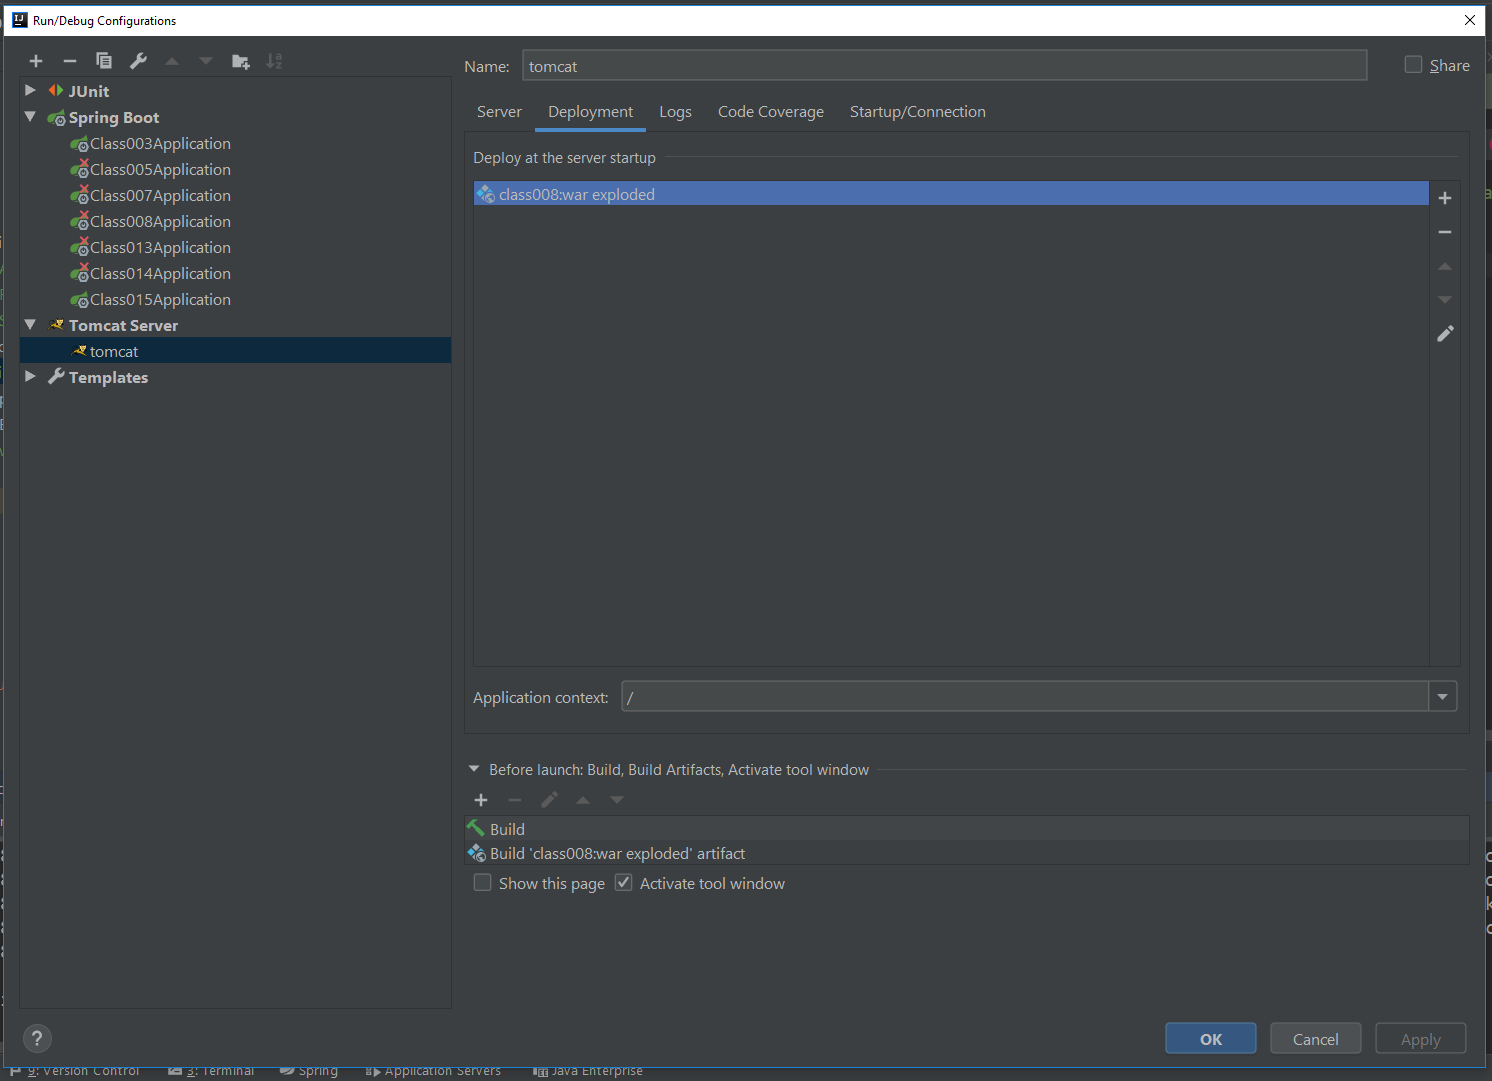 Run/Debug Configurations
Name: tomcat
Share
JUnit
Spring Boot
Class003Application
Class005Application
Class007Application
Class008Application
Class013Application
Class014Application
Class015Application
Tomcat Server
tomcat
Templates
Server Deployment Logs Code Coverage Startup/Connection
Deploy at the server startup
class008:war exploded
Application context: /
Before launch: Build, Build Artifacts, Activate tool window
Build
Build 'class008:war exploded' artifact
Show this page Activate tool window
? OK Cancel Apply
9: Version Control 3: Terminal Spring Application Servers Java Enterprise